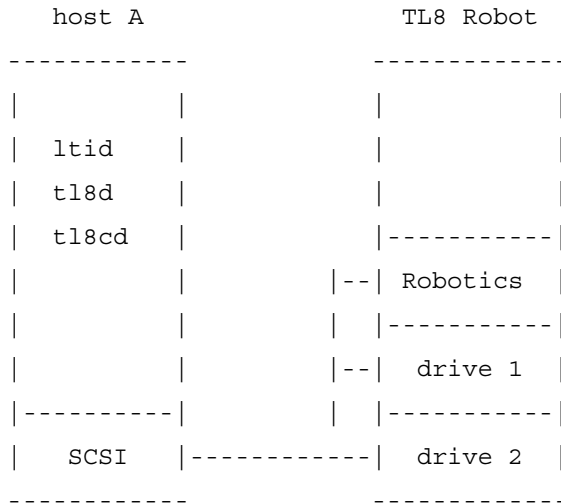 host A TL8 Robot
------------ -------------
| | | |
| ltid | | |
| tl8d | | |
| tl8cd | |-----------|
| | |--| Robotics |
| | | |-----------|
| | |--| drive 1 |
|----------| | |-----------|
| SCSI |------------| drive 2 |
------------ -------------